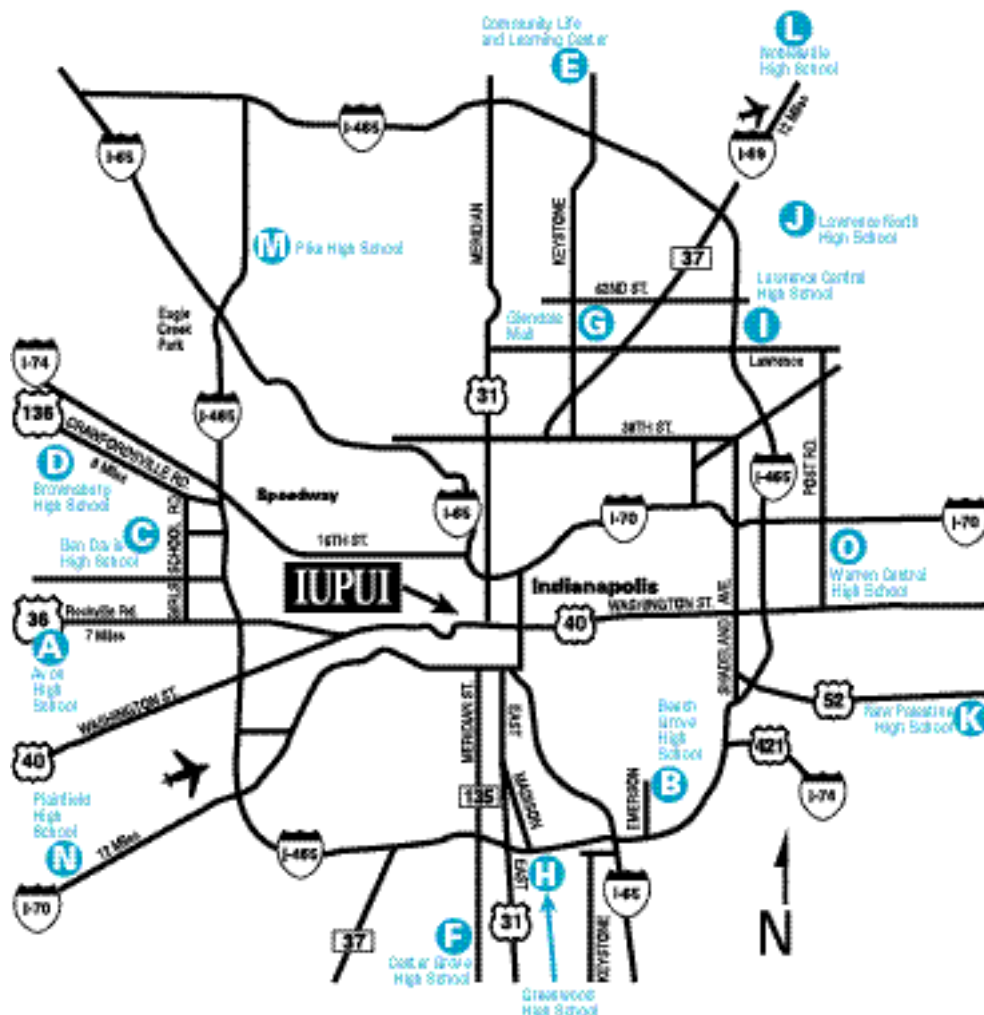 Community Life
and Learning Center
E
L
Noblesville
High School
12 Miles
I-465
I-65
I-69
J
Lawrence North
High School
M
Pike High School
MERIDIAN
KEYSTONE
37
62ND ST.
Lawrence Central
High School
I
Eagle
Creek
Park
Glendale
Mall
G
Lawrence
I-74
136
CRAWFORDSVILLE RD.
8 Miles
I-465
31
38TH ST.
I-465
POST RD.
D
Brownsburg
High School
Speedway
I-65
I-70
I-70
C
Ben Davis
High School
GIRLS SCHOOL RD.
16TH ST.
O
Warren Central
High School
IUPUI
Indianapolis
WASHINGTON ST.
40
36
Rockville Rd.
7 Miles
A
Avon
High
School
WASHINGTON ST.
40
SHADELAND AVE.
52
New Palestine
High School
K
Beech
Grove
High
School
B
421
I-74
MERIDIAN ST.
EAST
MADISON
EMERSON
135
Plainfield
High
School
N
I-70
I-465
EAST
H
I-65
37
F
Center Grove
High School
31
KEYSTONE
Greenwood
High School
N